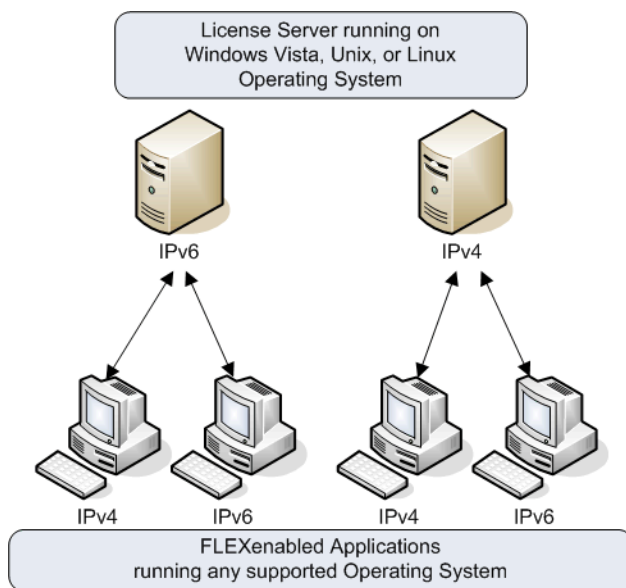 License Server running on
Windows Vista, Unix, or Linux
Operating System
IPv6
IPv4
IPv4
IPv6
IPv4
IPv6
FLEXenabled Applications
running any supported Operating System